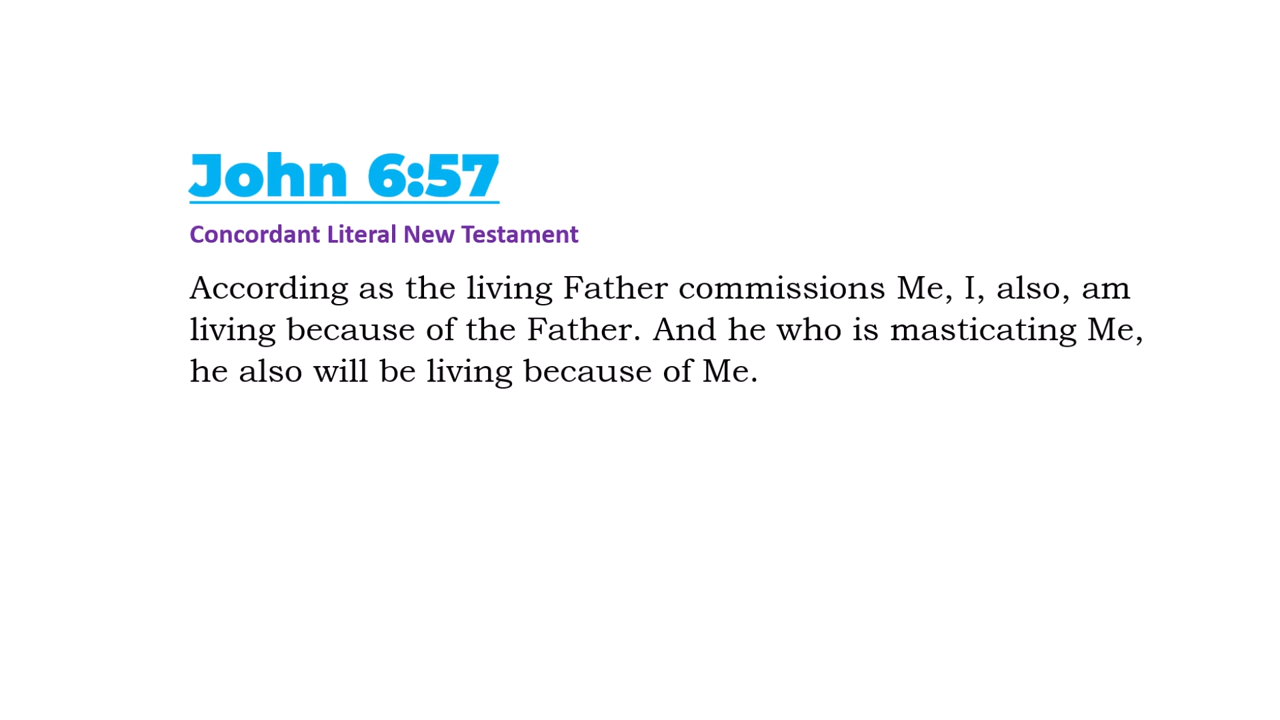 John 6:57
Concordant Literal New Testament
According as the living Father commissions Me, I, also, am
living because of the Father. And he who is masticating Me,
he also will be living because of Me.